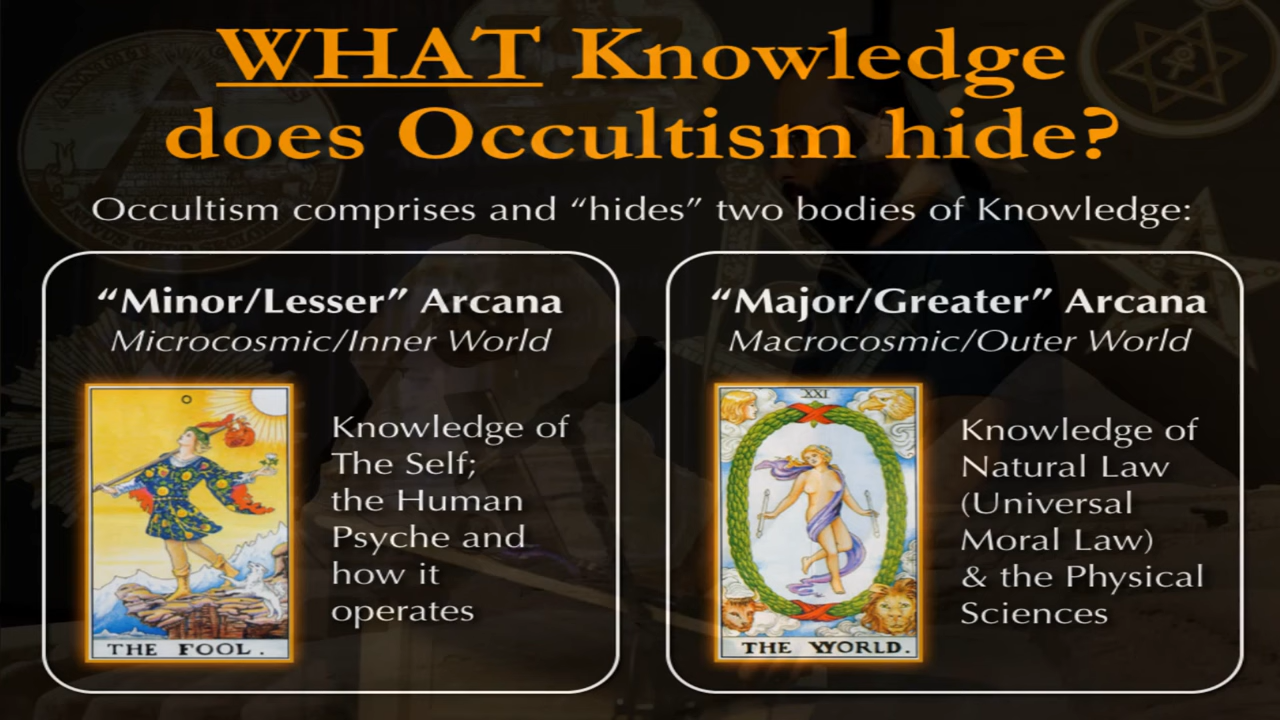 WHAT Knowledge
does Occultism hide?
Occultism comprises and “hides” two bodies of Knowledge:
“Minor/Lesser” Arcana
Microcosmic/Inner World
0
THE FOOL.
Knowledge of
The Self;
the Human
Psyche and
how it
operates
“Major/Greater” Arcana
Macrocosmic/Outer World
XXI
THE WORLD.
Knowledge of
Natural Law
(Universal
Moral Law)
& the Physical
Sciences